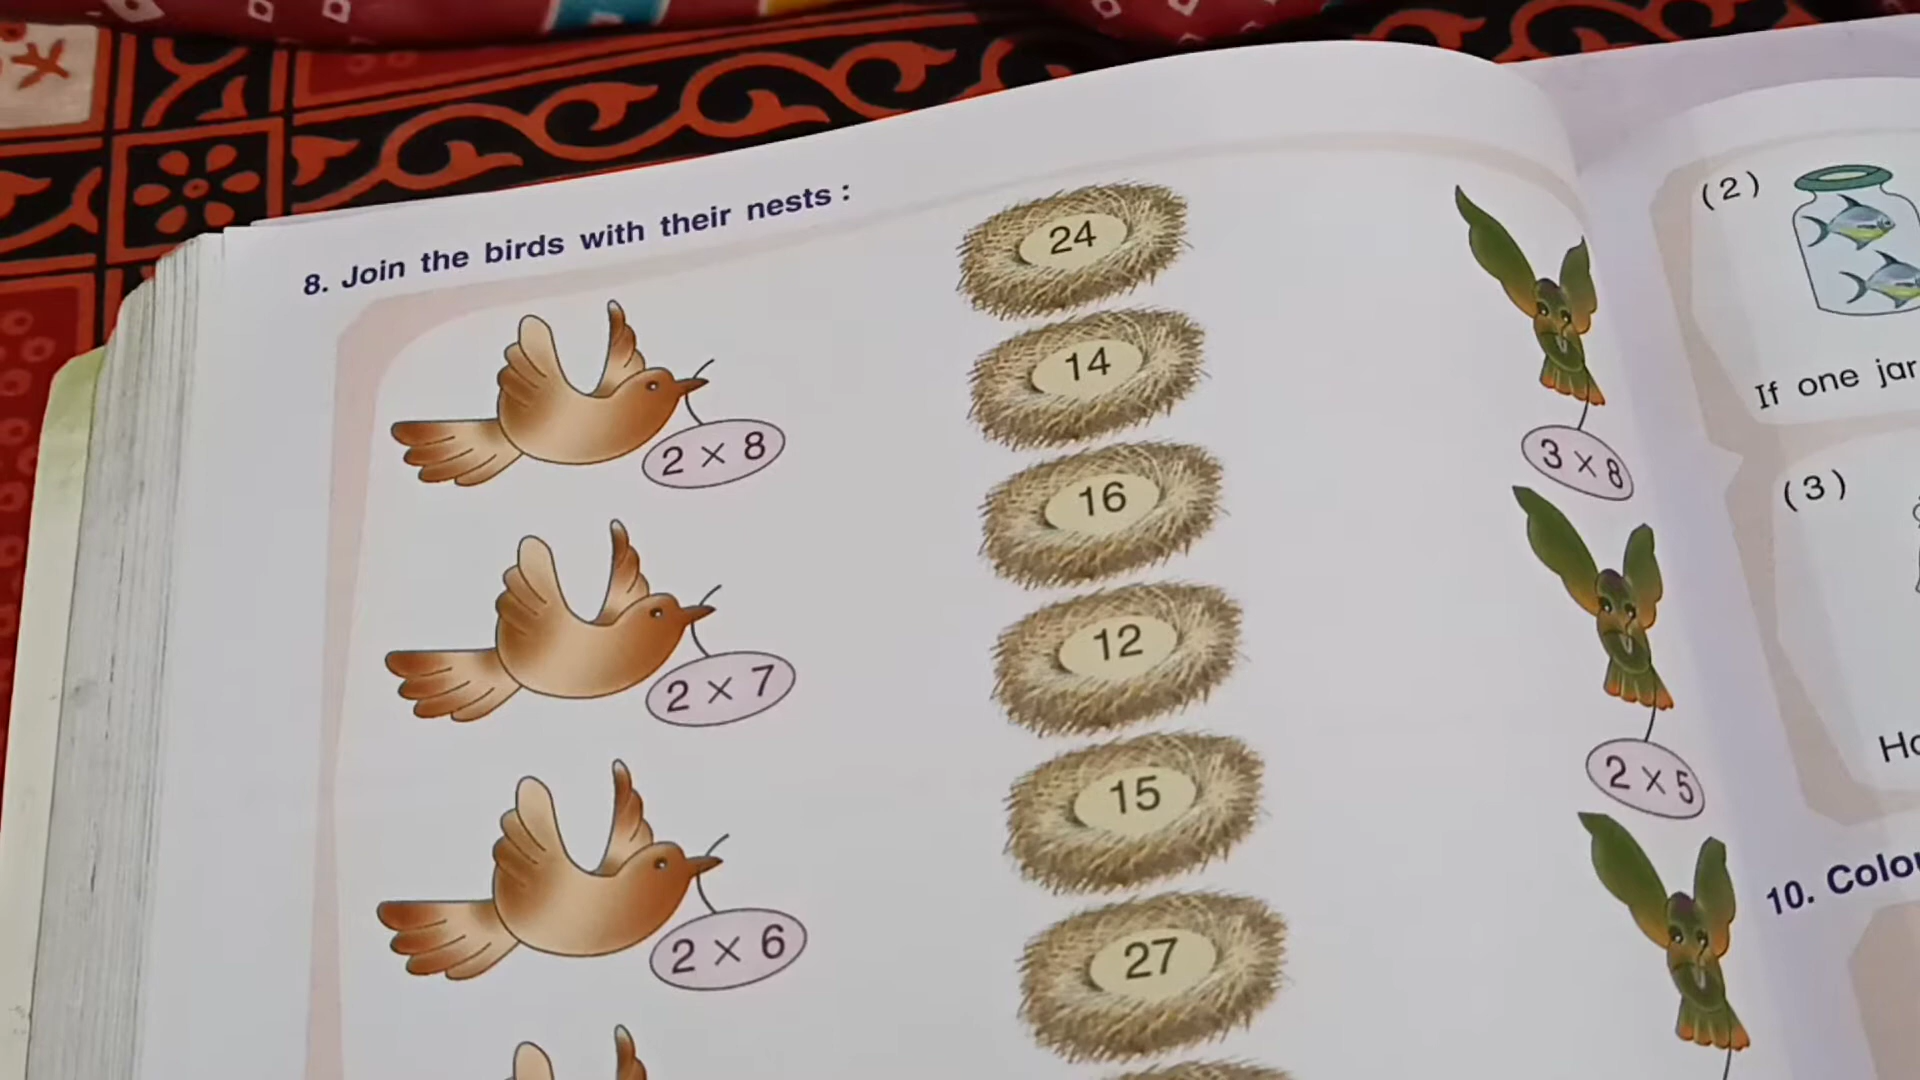 8. Join the birds with their nests :
24
14
16
12
15
27
2 × 8
2 × 7
2 × 6
3 × 8
2 × 5
(2)
If one jar
(3)
10.